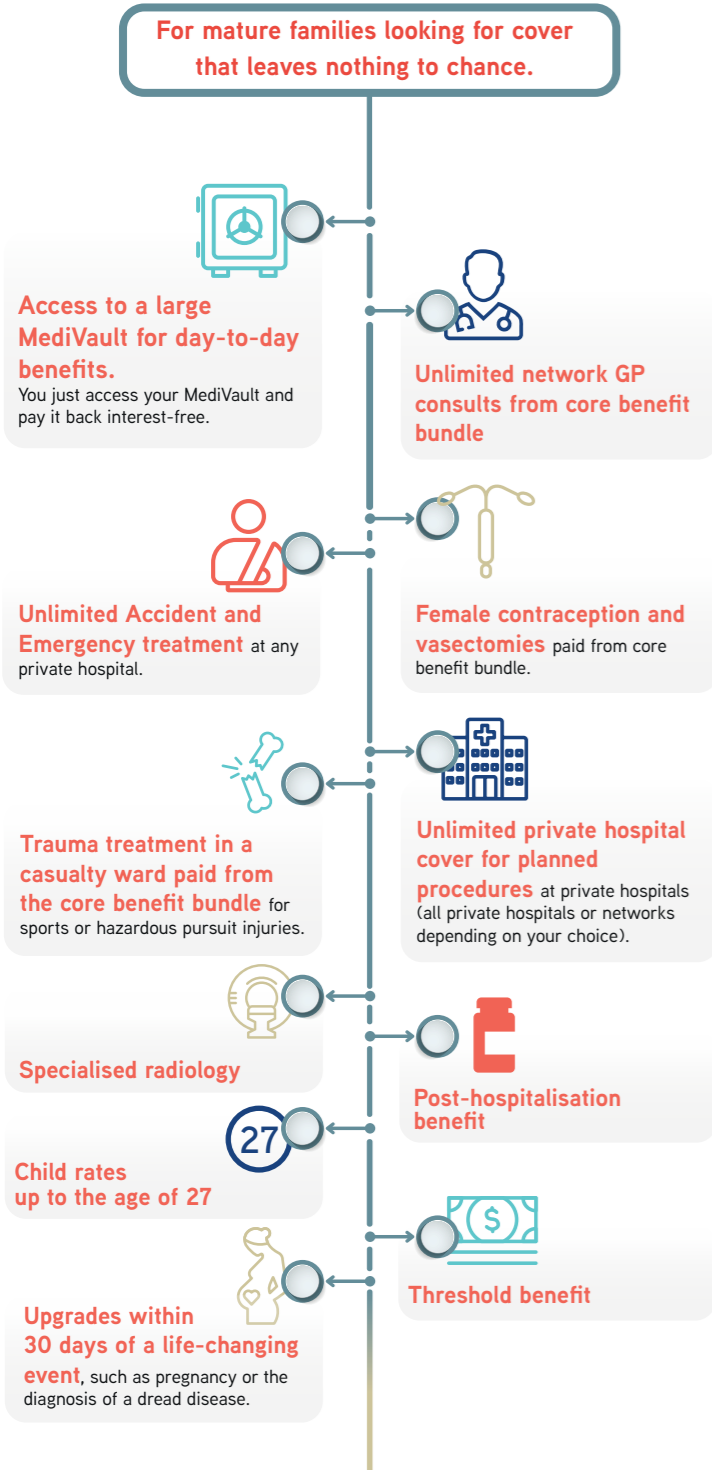 For mature families looking for cover
that leaves nothing to chance.
Access to a large
MediVault for day-to-day
benefits.
You just access your MediVault and
pay it back interest-free.
Unlimited network GP
consults from core benefit
bundle
Unlimited Accident and
Emergency treatment at any
private hospital.
Female contraception and
vasectomies paid from core
benefit bundle.
Trauma treatment in a
casualty ward paid from
the core benefit bundle for
sports or hazardous pursuit injuries.
Unlimited private hospital
cover for planned
procedures at private hospitals
(all private hospitals or networks
depending on your choice).
Specialised radiology
Post-hospitalisation
benefit
27
Child rates
up to the age of 27
$
Threshold benefit
Upgrades within
30 days of a life-changing
event, such as pregnancy or the
diagnosis of a dread disease.